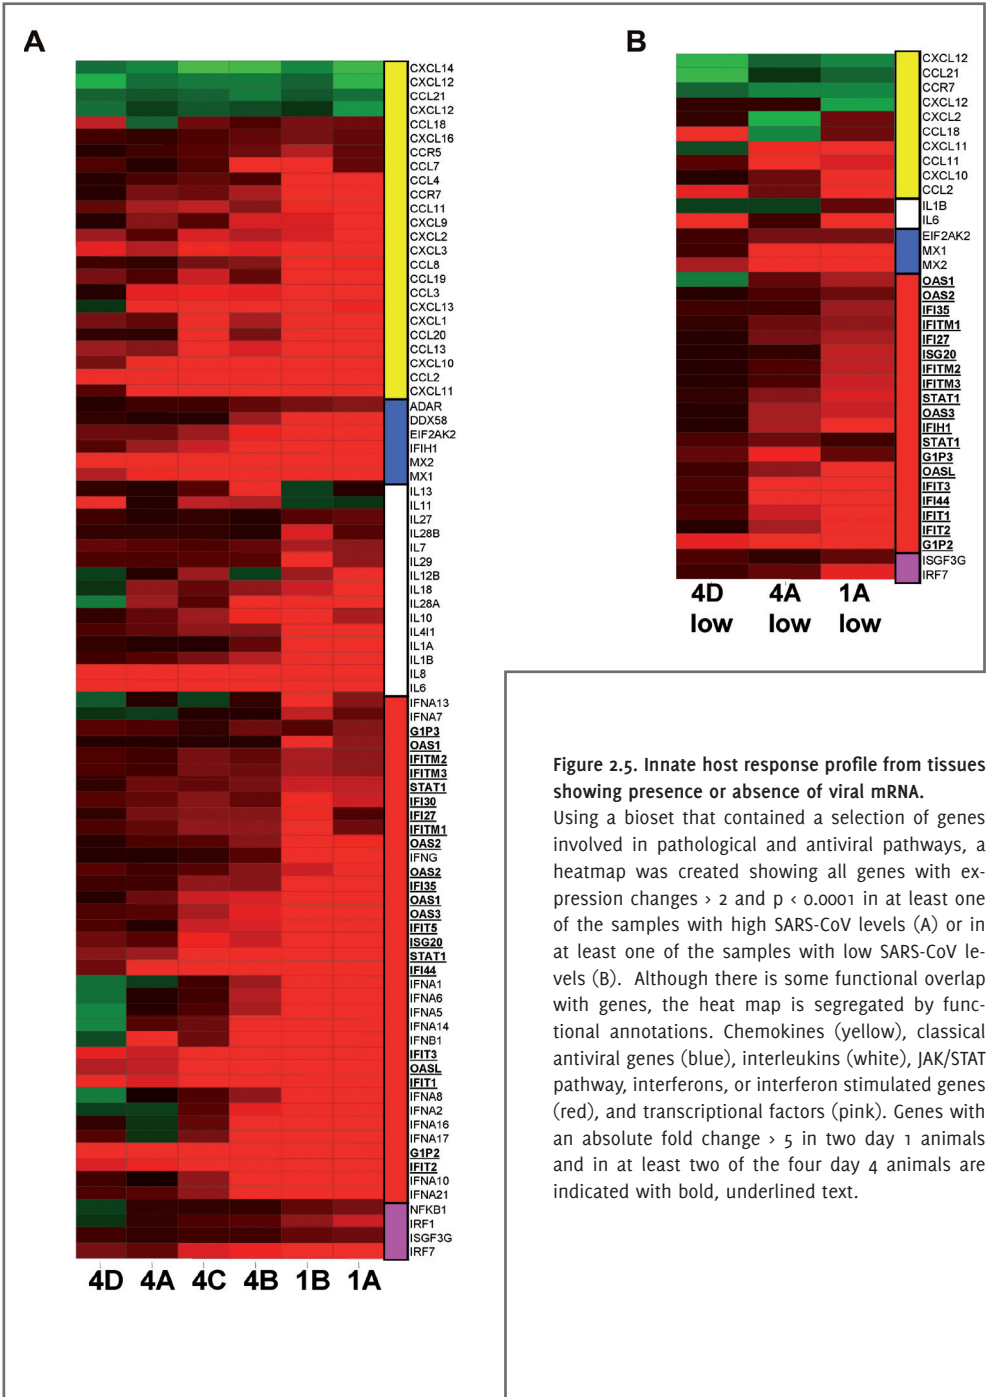 A
CXCL14
CXCL12
CCL21
CXCL12
CCL18
CXCL16
CCR5
CCL7
CCL4
CCR7
CCL11
CXCL9
CXCL2
CXCL3
CCL8
CCL19
CCL3
CXCL13
CXCL1
CCL20
CCL13
CXCL10
CCL2
CXCL11
ADAR
DDX58
EIF2AK2
IFIH1
MX2
MX1
IL13
IL11
IL27
IL28B
IL7
IL29
IL12B
IL18
IL28A
IL10
IL4I1
IL1A
IL1B
IL8
IL6
IFNA13
IFNA7
G1P3
OAS1
IFITM2
IFITM3
STAT1
IFI30
IFI27
IFITM1
OAS2
IFNG
OAS2
IFI35
OAS1
OAS3
IFIT5
ISG20
STAT1
IFI44
IFNA1
IFNA6
IFNA5
IFNA14
IFNB1
IFIT3
OASL
IFIT1
IFNA8
IFNA2
IFNA16
IFNA17
G1P2
IFIT2
IFNA10
IFNA21
NFKB1
IRF1
ISGF3G
IRF7
4D 4A 4C 4B 1B 1A
B
CXCL12
CCL21
CCR7
CXCL12
CXCL2
CCL18
CXCL11
CCL11
CXCL10
CCL2
IL1B
IL6
EIF2AK2
MX1
MX2
OAS1
OAS2
IFI35
IFITM1
IFI27
ISG20
IFITM2
IFITM3
STAT1
OAS3
IFIH1
STAT1
G1P3
OASL
IFIT3
IFI44
IFIT1
IFIT2
G1P2
ISGF3G
IRF7
4D 4A 1A
low low low
Figure 2.5. Innate host response profile from tissues
showing presence or absence of viral mRNA.
Using a bioset that contained a selection of genes
involved in pathological and antiviral pathways, a
heatmap was created showing all genes with ex-
pression changes > 2 and p < 0.0001 in at least one
of the samples with high SARS-CoV levels (A) or in
at least one of the samples with low SARS-CoV le-
vels (B). Although there is some functional overlap
with genes, the heat map is segregated by func-
tional annotations. Chemokines (yellow), classical
antiviral genes (blue), interleukins (white), JAK/STAT
pathway, interferons, or interferon stimulated genes
(red), and transcriptional factors (pink). Genes with
an absolute fold change > 5 in two day 1 animals
and in at least two of the four day 4 animals are
indicated with bold, underlined text.